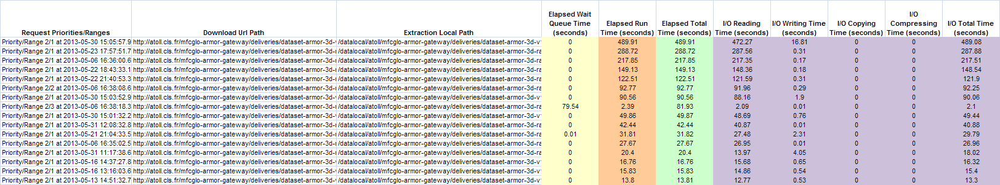 Request Priorities/Ranges Download Url Path Extraction Local Path Elapsed Wait Queue Time (seconds) Elapsed Run Time (seconds) Elapsed Total Time (seconds) I/O Reading Time (seconds) I/O Writing Time (seconds) I/O Copying Time (seconds) I/O Compressing Time (seconds) I/O Total Time (seconds)
Priority/Range 2/1 at 2013-05-30 15:05:57.9 http://atoll.cls.fr/mfcglo-armor-gateway/deliveries/dataset-armor-3d-v /datalocal/atoll/mfcglo-armor-gateway/deliveries/dataset-armor-3d-v 0 489.91 489.91 472.27 16.81 0 0 489.08
Priority/Range 2/1 at 2013-05-23 17:57:51.7 http://atoll.cls.fr/mfcglo-armor-gateway/deliveries/dataset-armor-3d-r /datalocal/atoll/mfcglo-armor-gateway/deliveries/dataset-armor-3d-ra 0 288.72 288.72 287.56 0.31 0 0 287.88
Priority/Range 2/1 at 2013-05-06 16:36:00.6 http://atoll.cls.fr/mfcglo-armor-gateway/deliveries/dataset-armor-3d-r /datalocal/atoll/mfcglo-armor-gateway/deliveries/dataset-armor-3d-ra 0 217.85 217.85 217.35 0.17 0 0 217.51
Priority/Range 2/1 at 2013-05-22 18:43:33.1 http://atoll.cls.fr/mfcglo-armor-gateway/deliveries/dataset-armor-3d-r /datalocal/atoll/mfcglo-armor-gateway/deliveries/dataset-armor-3d-ra 0 149.13 149.13 148.36 0.18 0 0 148.54
Priority/Range 2/1 at 2013-05-22 21:40:53.3 http://atoll.cls.fr/mfcglo-armor-gateway/deliveries/dataset-armor-3d-r /datalocal/atoll/mfcglo-armor-gateway/deliveries/dataset-armor-3d-ra 0 122.51 122.51 121.59 0.31 0 0 121.9
Priority/Range 2/2 at 2013-05-06 16:38:08.6 http://atoll.cls.fr/mfcglo-armor-gateway/deliveries/dataset-armor-3d-r /datalocal/atoll/mfcglo-armor-gateway/deliveries/dataset-armor-3d-ra 0 92.77 92.77 91.96 0.29 0 0 92.25
Priority/Range 2/1 at 2013-05-30 15:03:52.9 http://atoll.cls.fr/mfcglo-armor-gateway/deliveries/dataset-armor-3d-v /datalocal/atoll/mfcglo-armor-gateway/deliveries/dataset-armor-3d-v 0 90.56 90.56 88.16 1.9 0 0 90.06
Priority/Range 2/3 at 2013-05-06 16:38:18.3 http://atoll.cls.fr/mfcglo-armor-gateway/deliveries/dataset-armor-3d-r /datalocal/atoll/mfcglo-armor-gateway/deliveries/dataset-armor-3d-ra 79.54 2.39 81.93 2.09 0.01 0 0 2.1
Priority/Range 2/1 at 2013-05-30 15:01:32.2 http://atoll.cls.fr/mfcglo-armor-gateway/deliveries/dataset-armor-3d-v /datalocal/atoll/mfcglo-armor-gateway/deliveries/dataset-armor-3d-v 0 49.86 49.87 48.69 0.76 0 0 49.44
Priority/Range 2/1 at 2013-05-31 12:08:32.8 http://atoll.cls.fr/mfcglo-armor-gateway/deliveries/dataset-armor-3d-r /datalocal/atoll/mfcglo-armor-gateway/deliveries/dataset-armor-3d-ra 0 42.44 42.44 40.87 0.01 0 0 40.88
Priority/Range 2/1 at 2013-05-21 21:04:33.5 http://atoll.cls.fr/mfcglo-armor-gateway/deliveries/dataset-armor-3d-r /datalocal/atoll/mfcglo-armor-gateway/deliveries/dataset-armor-3d-ra 0.01 31.81 31.82 27.48 2.31 0 0 29.79
Priority/Range 2/1 at 2013-05-06 16:35:02.5 http://atoll.cls.fr/mfcglo-armor-gateway/deliveries/dataset-armor-3d-r /datalocal/atoll/mfcglo-armor-gateway/deliveries/dataset-armor-3d-ra 0 27.67 27.67 26.95 0.01 0 0 26.96
Priority/Range 2/1 at 2013-05-31 11:17:38.6 http://atoll.cls.fr/mfcglo-armor-gateway/deliveries/dataset-armor-3d-v /datalocal/atoll/mfcglo-armor-gateway/deliveries/dataset-armor-3d-v 0 20.4 20.4 13.97 4.05 0 0 18.02
Priority/Range 2/1 at 2013-05-16 14:37:27.8 http://atoll.cls.fr/mfcglo-armor-gateway/deliveries/dataset-armor-3d-v /datalocal/atoll/mfcglo-armor-gateway/deliveries/dataset-armor-3d-v 0 16.76 16.76 15.68 0.65 0 0 16.32
Priority/Range 2/1 at 2013-05-16 13:16:03.6 http://atoll.cls.fr/mfcglo-armor-gateway/deliveries/dataset-armor-3d-v /datalocal/atoll/mfcglo-armor-gateway/deliveries/dataset-armor-3d-v 0 15.83 15.83 14.86 0.54 0 0 15.4
Priority/Range 2/1 at 2013-05-13 14:51:32.7 http://atoll.cls.fr/mfcglo-armor-gateway/deliveries/dataset-armor-3d-v /datalocal/atoll/mfcglo-armor-gateway/deliveries/dataset-armor-3d-v 0 13.8 13.81 12.77 0.53 0 0 13.3